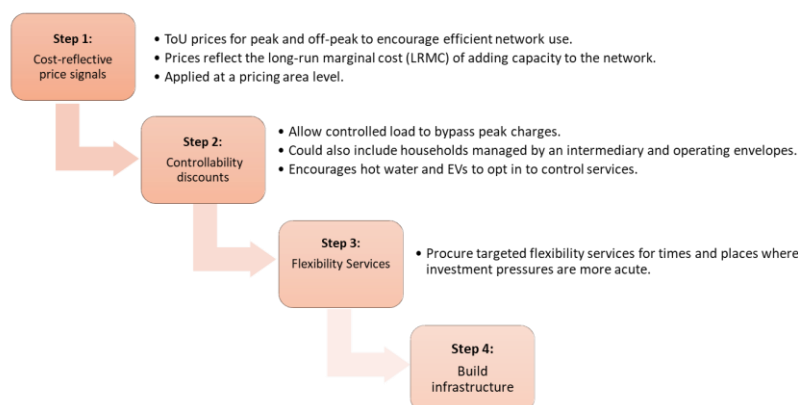 Step 1:
Cost-reflective
price signals
• ToU prices for peak and off-peak to encourage efficient network use.
• Prices reflect the long-run marginal cost (LRMC) of adding capacity to the network.
• Applied at a pricing area level.
Step 2:
Controllability
discounts
• Allow controlled load to bypass peak charges.
• Could also include households managed by an intermediary and operating envelopes.
• Encourages hot water and EVs to opt in to control services.
Step 3:
Flexibility Services
• Procure targeted flexibility services for times and places where
investment pressures are more acute.
Step 4:
Build
infrastructure